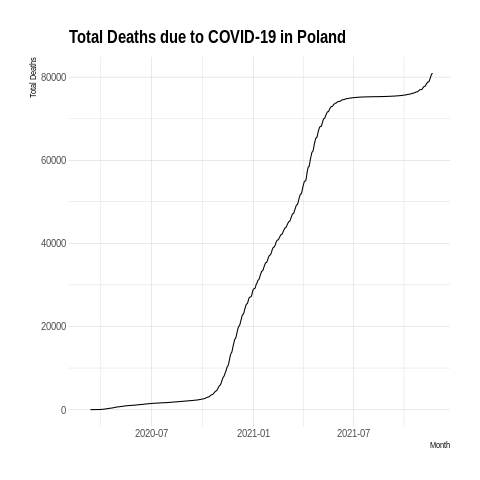 Total Deaths due to COVID-19 in Poland
Total Deaths
80000
60000
40000
20000
0
2020-07 2021-01 2021-07
Month